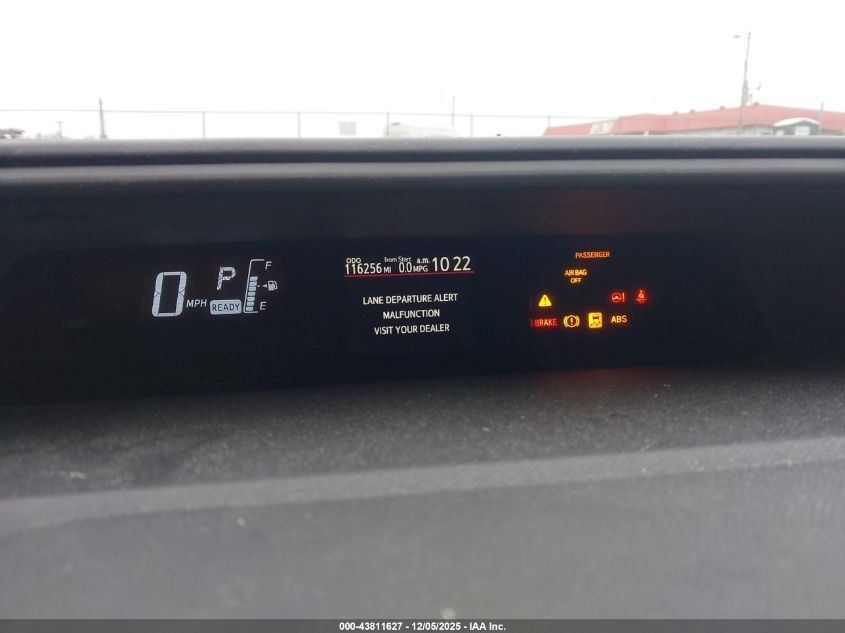 0 MPH
P
READY
F
E
ODO from Start a.m.
116256 MI 0.0 MPG 10 22
LANE DEPARTURE ALERT
MALFUNCTION
VISIT YOUR DEALER
PASSENGER
AIR BAG
OFF
BRAKE ABS
000-43811627 - 12/05/2025 - IAA Inc.